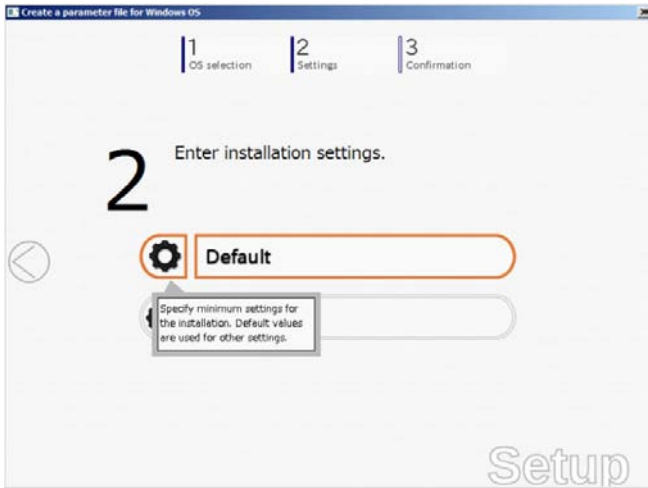 Create a parameter file for Windows OS
1
OS selection
2
Settings
3
Confirmation
2
Enter installation settings.
Default
Specify minimum settings for
the installation. Default values
are used for other settings.
Setup